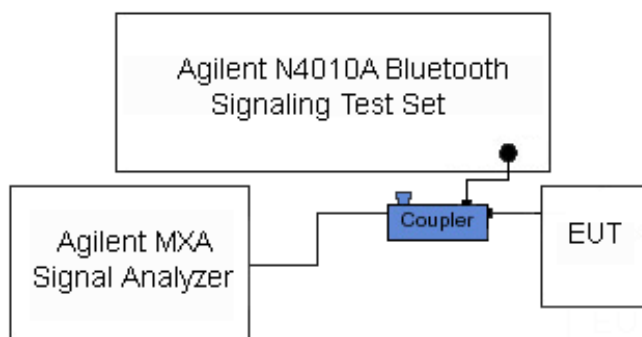 Agilent N4010A Bluetooth
Signaling Test Set
Coupler
Agilent MXA
Signal Analyzer
EUT